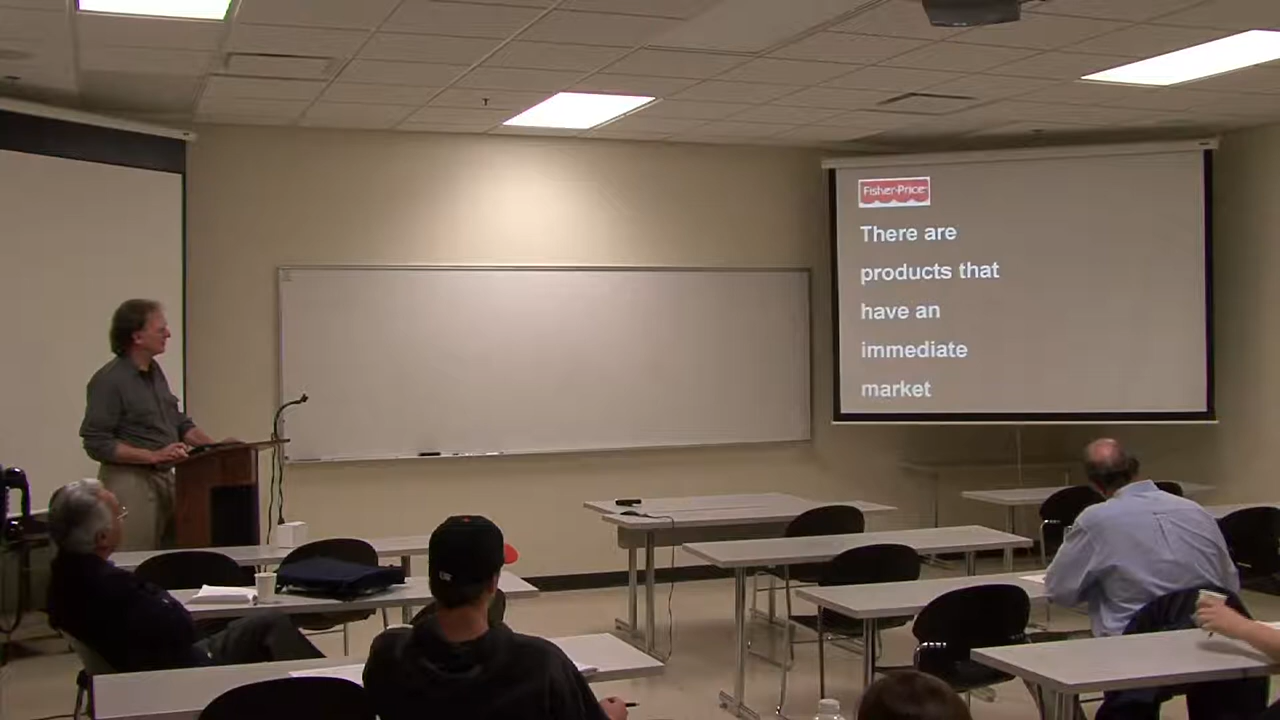 Fisher-Price
There are
products that
have an
immediate
market